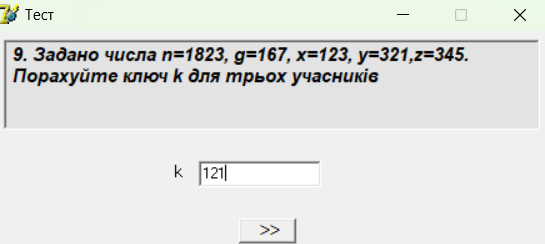 Тест
9. Задано числа n=1823, g=167, x=123, y=321,z=345.
Порахуйте ключ k для трьох учасників
k 121
>>